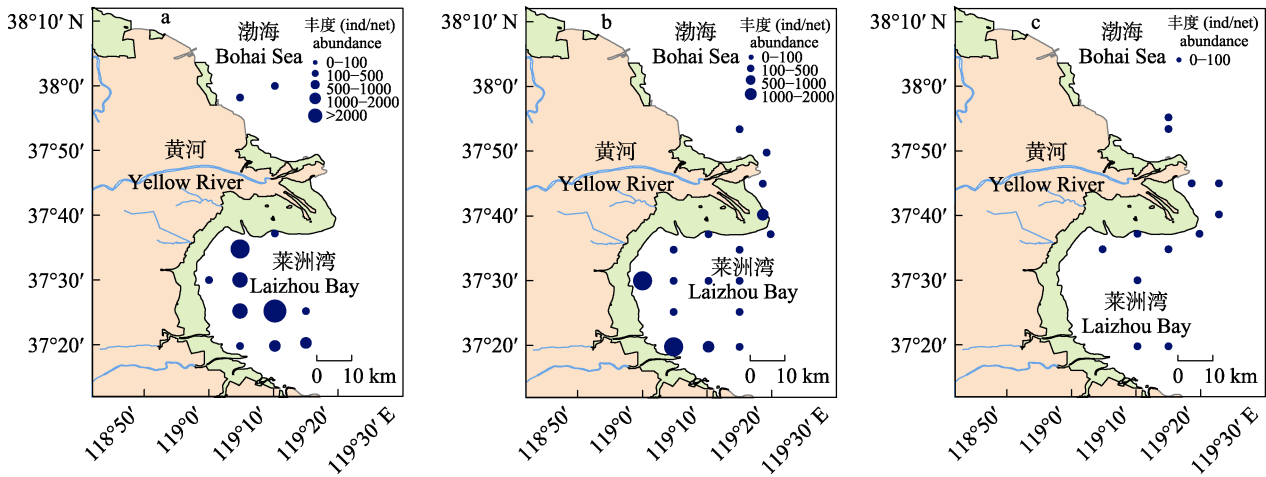 a
38°10′ N
38°0′
37°50′
37°40′
37°30′
37°20′
渤海
Bohai Sea
丰度 (ind/net)
abundance
0−100
100−500
500−1000
1000−2000
>2000
黄河
Yellow River
莱洲湾
Laizhou Bay
0 10 km
118°50′
119°0′
119°10′
119°20′
119°30′ E
b
38°10′ N
38°0′
37°50′
37°40′
37°30′
37°20′
渤海
Bohai Sea
丰度 (ind/net)
abundance
0−100
100−500
500−1000
1000−2000
黄河
Yellow River
莱洲湾
Laizhou Bay
0 10 km
118°50′
119°0′
119°10′
119°20′
119°30′ E
c
38°10′ N
38°0′
37°50′
37°40′
37°30′
37°20′
渤海
Bohai Sea
丰度 (ind/net)
abundance
0−100
黄河
Yellow River
莱洲湾
Laizhou Bay
0 10 km
118°50′
119°0′
119°10′
119°20′
119°30′ E